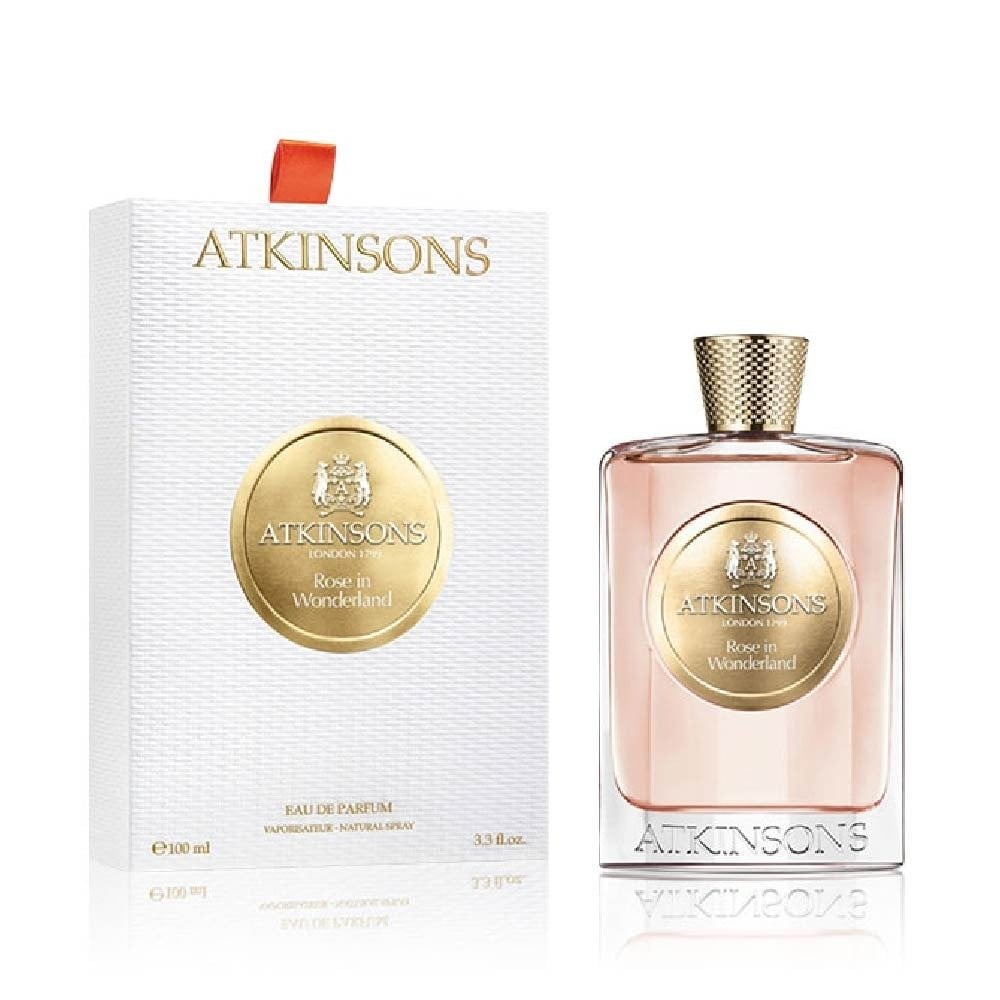 ATKINSONS
A
ATKINSONS
LONDON 1799
Rose in
Wonderland
EAU DE PARFUM
VAPORISATEUR - NATURAL SPRAY
℮100 ml 3.3 fl.oz.
A
ATKINSONS
LONDON 1799
Rose in
Wonderland
ATKINSONS